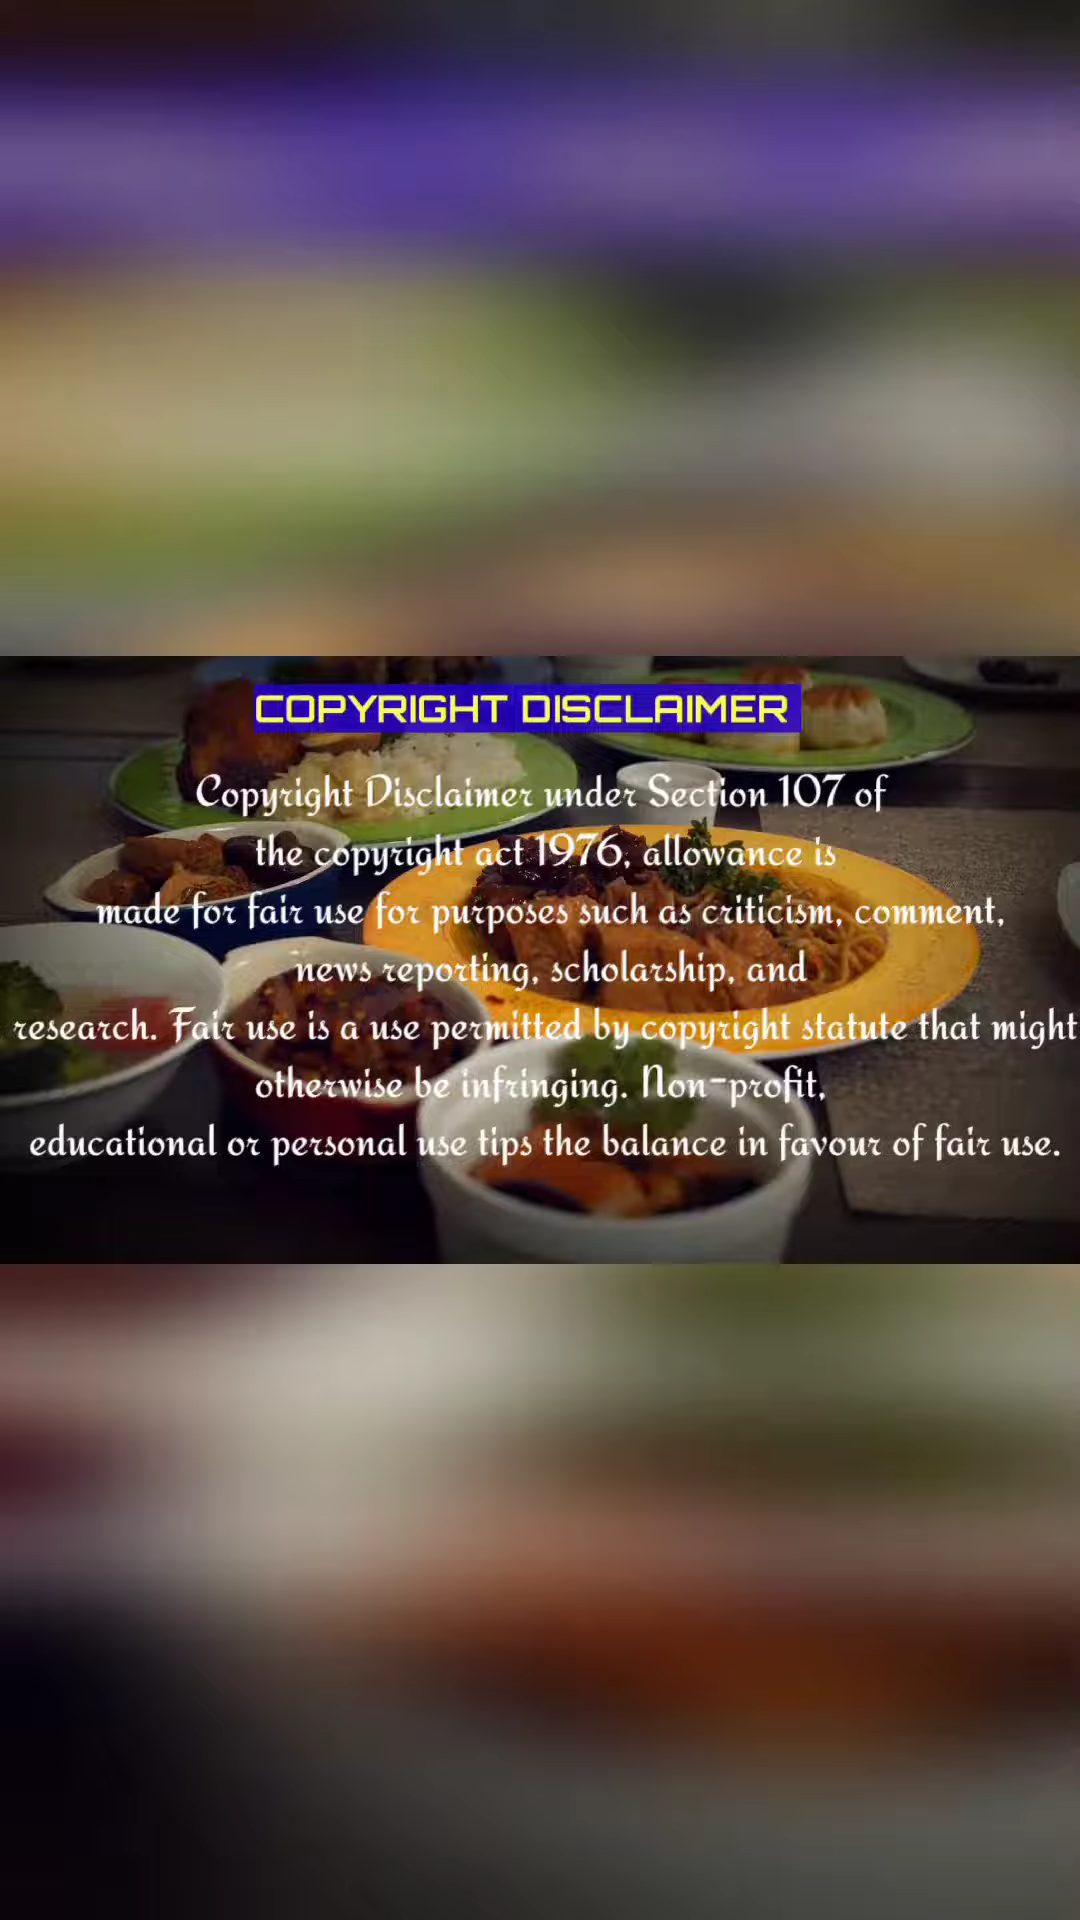 COPYRIGHT DISCLAIMER
Copyright Disclaimer under Section 107 of
the copyright act 1976, allowance is
made for fair use for purposes such as criticism, comment,
news reporting, scholarship, and
research. Fair use is a use permitted by copyright statute that might
otherwise be infringing. Non-profit,
educational or personal use tips the balance in favour of fair use.